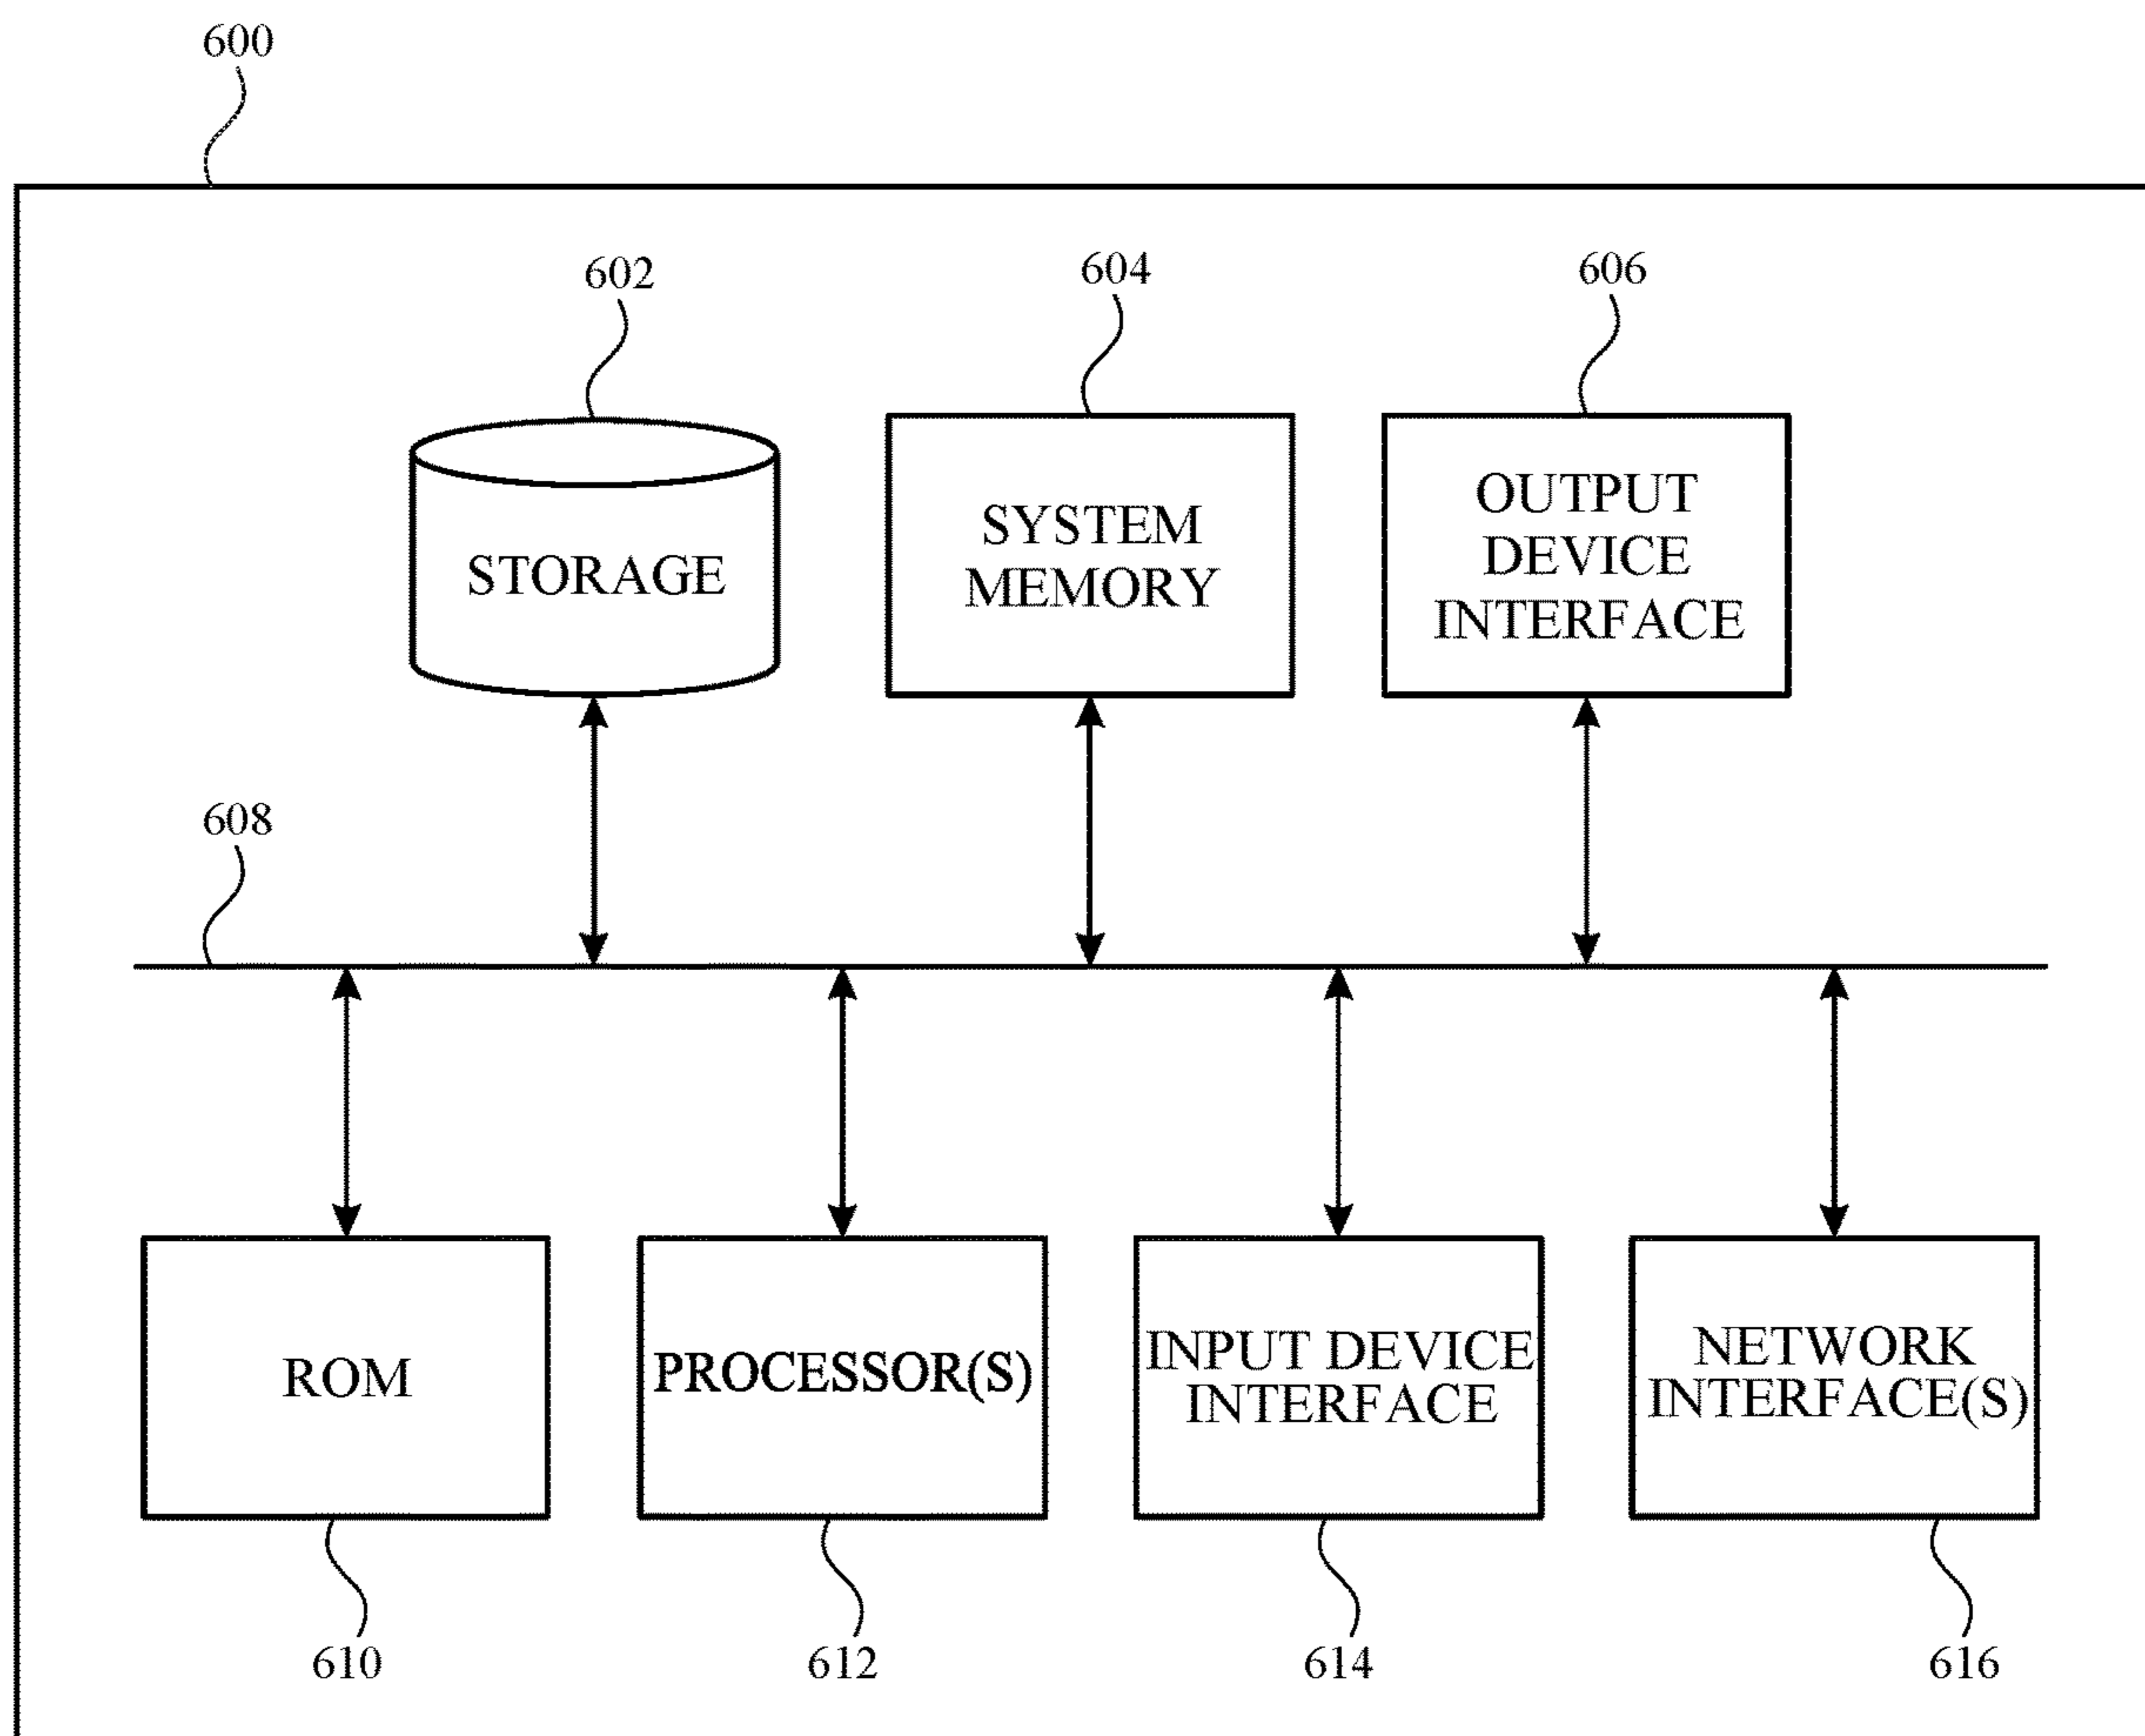 600
602
604
606
STORAGE
SYSTEM
MEMORY
OUTPUT
DEVICE
INTERFACE
608
ROM
PROCESSOR(S)
INPUT DEVICE
INTERFACE
NETWORK
INTERFACE(S)
610
612
614
616